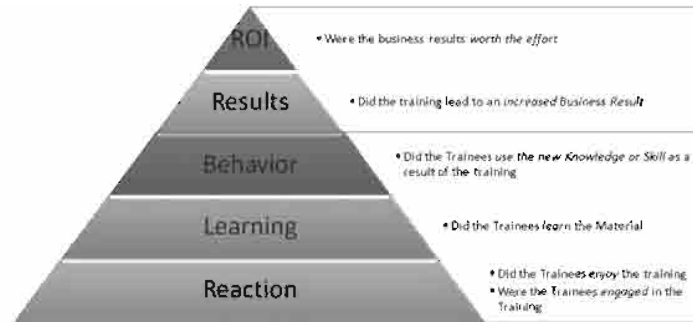 ROI
• Were the business results worth the effort
Results
• Did the training lead to an increased Business Result
Behavior
• Did the Trainees use the new Knowledge or Skill as a
result of the training
Learning
• Did the Trainees learn the Material
Reaction
• Did the Trainees enjoy the training
• Were the Trainees engaged in the
Training